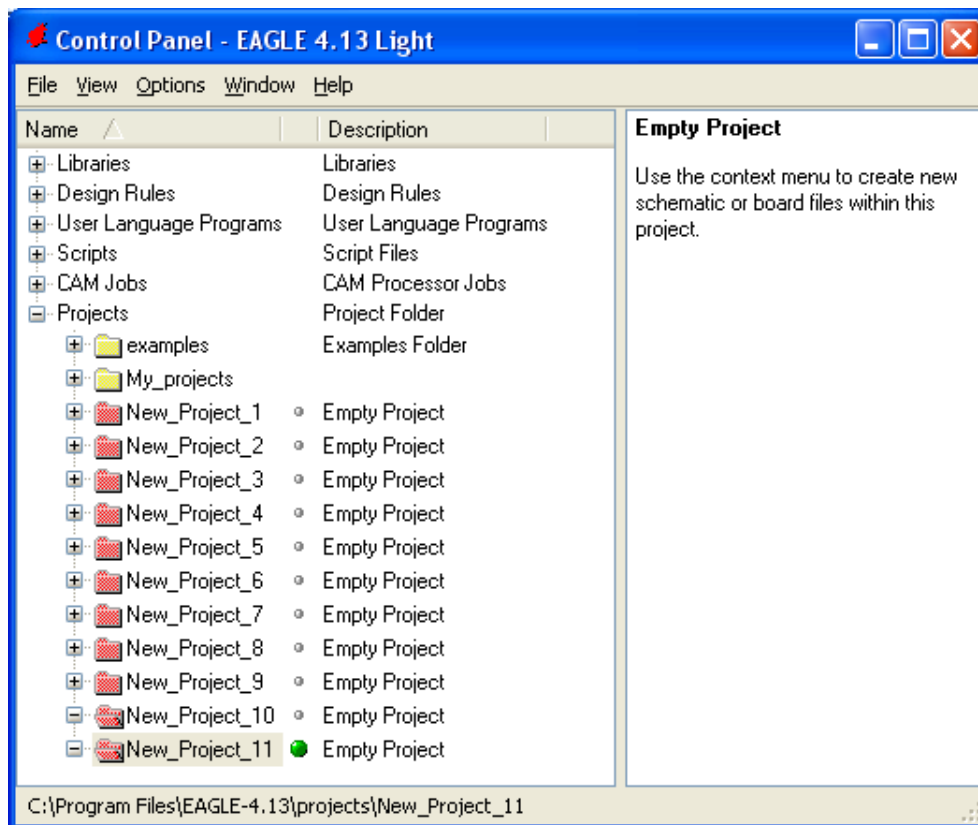 Control Panel - EAGLE 4.13 Light
File View Options Window Help
Name Description
Libraries Libraries
Design Rules Design Rules
User Language Programs User Language Programs
Scripts Script Files
CAM Jobs CAM Processor Jobs
Projects Project Folder
examples Examples Folder
My_projects
New_Project_1 Empty Project
New_Project_2 Empty Project
New_Project_3 Empty Project
New_Project_4 Empty Project
New_Project_5 Empty Project
New_Project_6 Empty Project
New_Project_7 Empty Project
New_Project_8 Empty Project
New_Project_9 Empty Project
New_Project_10 Empty Project
New_Project_11 Empty Project
Empty Project
Use the context menu to create new
schematic or board files within this
project.
C:\Program Files\EAGLE-4.13\projects\New_Project_11